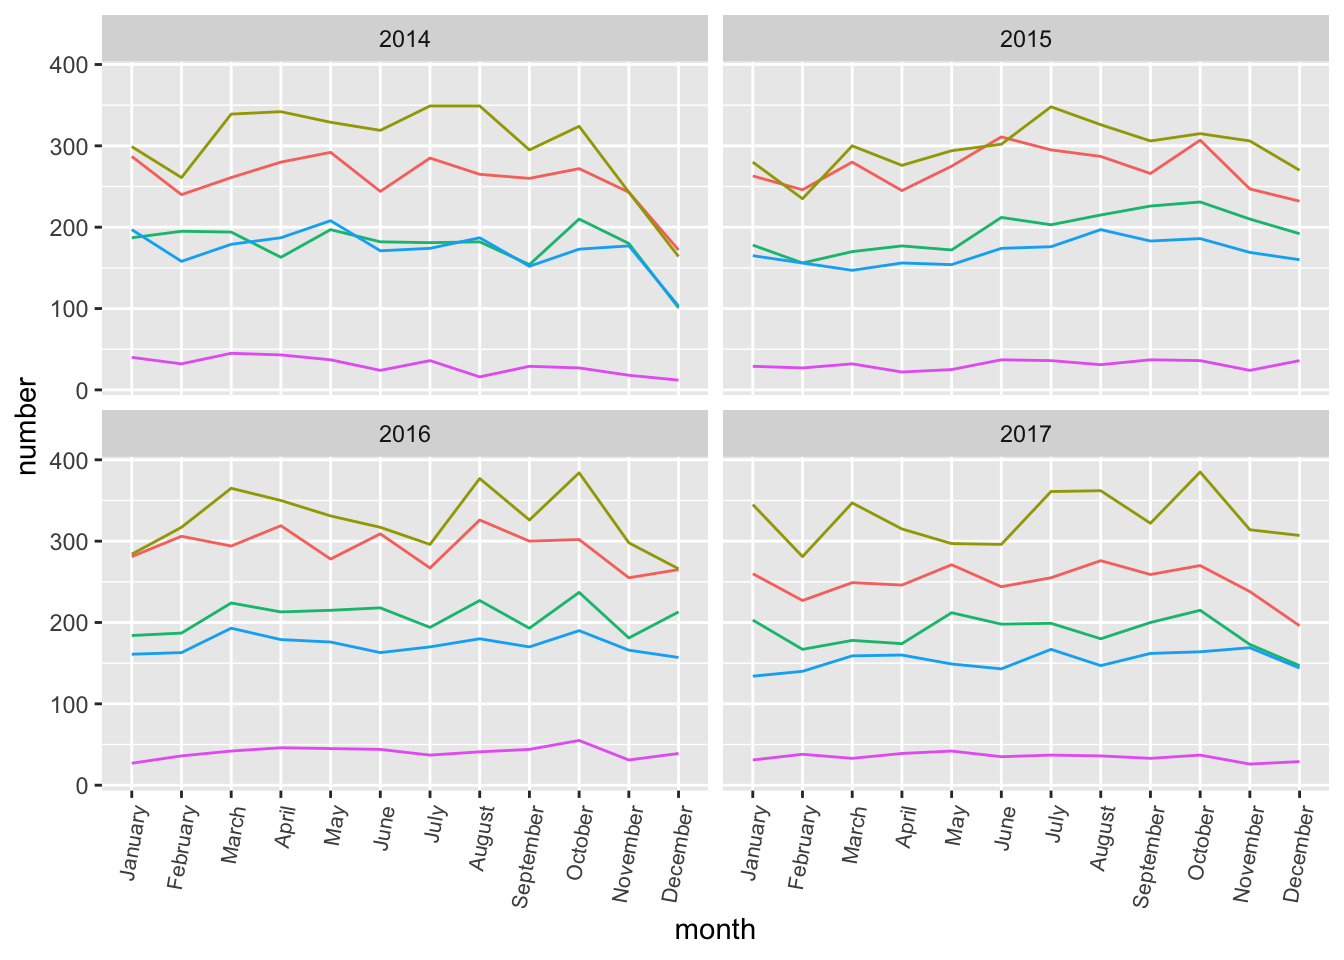 2014
2015
400
300
200
100
0
2016
2017
400
300
200
100
0
number
January
February
March
April
May
June
July
August
September
October
November
December
January
February
March
April
May
June
July
August
September
October
November
December
month